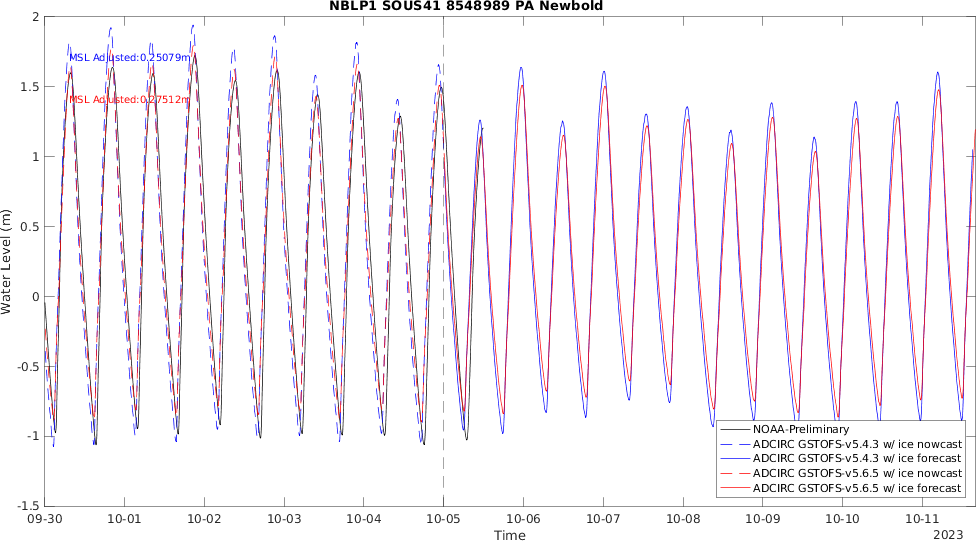 NBLP1 SOUS41 8548989 PA Newbold
2
MSL Adjusted:0.25079m
1.5
MSL Adjusted:0.27512m
1
0.5
Water Level (m)
0
-0.5
-1
-1.5
NOAA-Preliminary
ADCIRC GSTOFS-v5.4.3 w/ ice nowcast
ADCIRC GSTOFS-v5.4.3 w/ ice forecast
ADCIRC GSTOFS-v5.6.5 w/ ice nowcast
ADCIRC GSTOFS-v5.6.5 w/ ice forecast
09-30 10-01 10-02 10-03 10-04 10-05 10-06 10-07 10-08 10-09 10-10 10-11
Time
2023